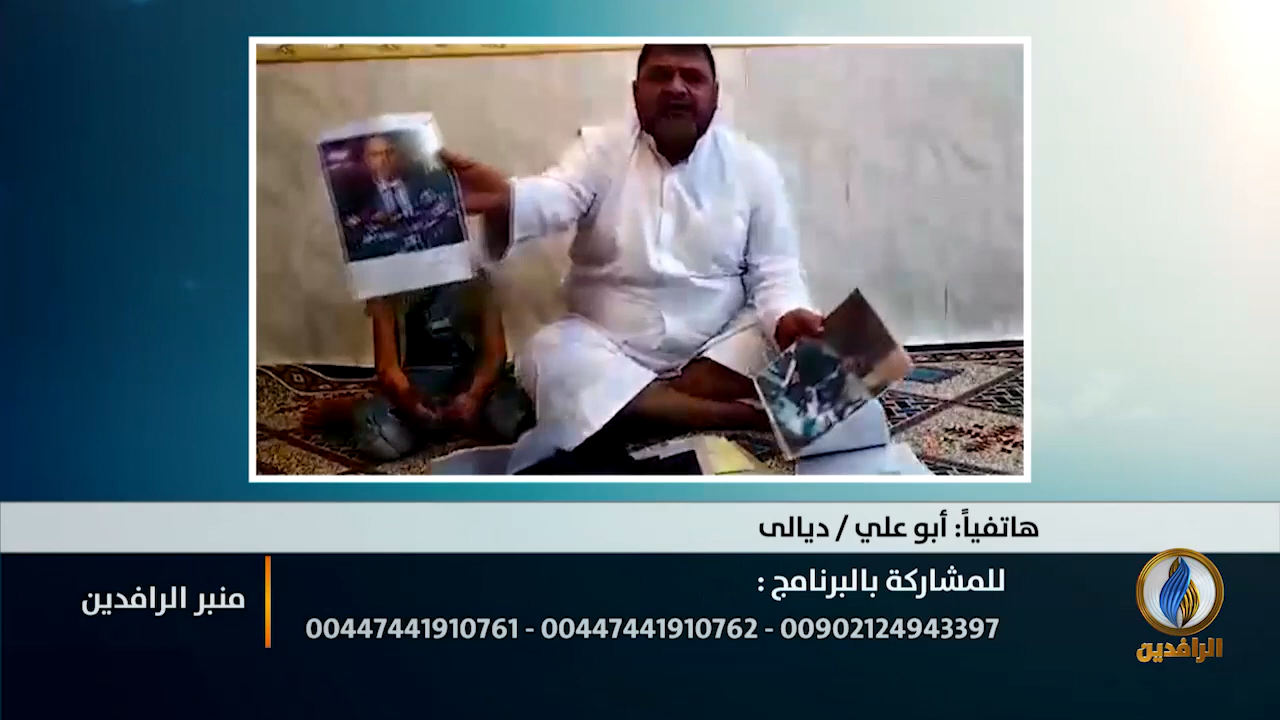 هاتفياً: أبو علي / ديالى
للمشاركة بالبرنامج :
00447441910761 - 00447441910762 - 00902124943397
منبر الرافدين
الرافدين